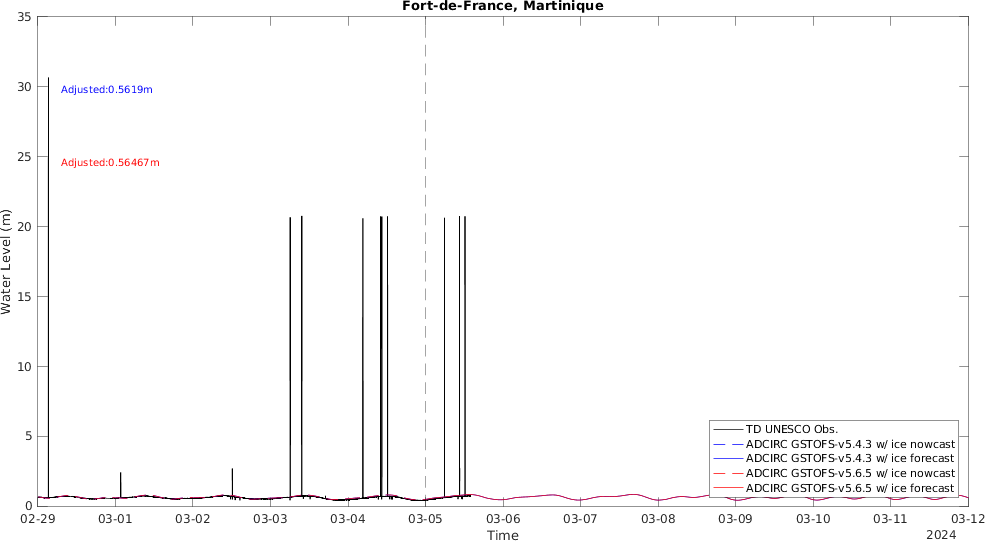 Fort-de-France, Martinique
35
30
25
20
15
10
5
0
Water Level (m)
Adjusted:0.5619m
Adjusted:0.56467m
TD UNESCO Obs.
ADCIRC GSTOFS-v5.4.3 w/ ice nowcast
ADCIRC GSTOFS-v5.4.3 w/ ice forecast
ADCIRC GSTOFS-v5.6.5 w/ ice nowcast
ADCIRC GSTOFS-v5.6.5 w/ ice forecast
02-29 03-01 03-02 03-03 03-04 03-05 03-06 03-07 03-08 03-09 03-10 03-11 03-12
Time
2024